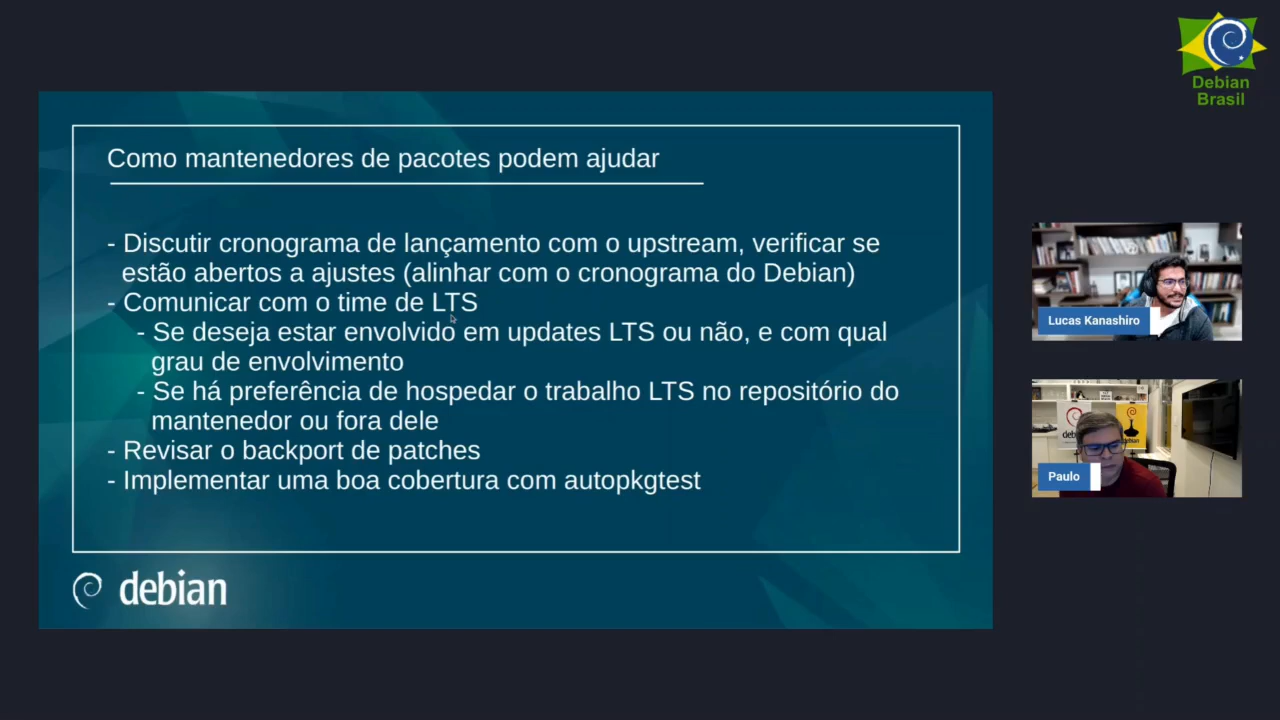 Debian
Brasil
Como mantenedores de pacotes podem ajudar
- Discutir cronograma de lançamento com o upstream, verificar se
estão abertos a ajustes (alinhar com o cronograma do Debian)
- Comunicar com o time de LTS
- Se deseja estar envolvido em updates LTS ou não, e com qual
grau de envolvimento
- Se há preferência de hospedar o trabalho LTS no repositório do
mantenedor ou fora dele
- Revisar o backport de patches
- Implementar uma boa cobertura com autopkgtest
debian
Lucas Kanashiro
debian
Paulo